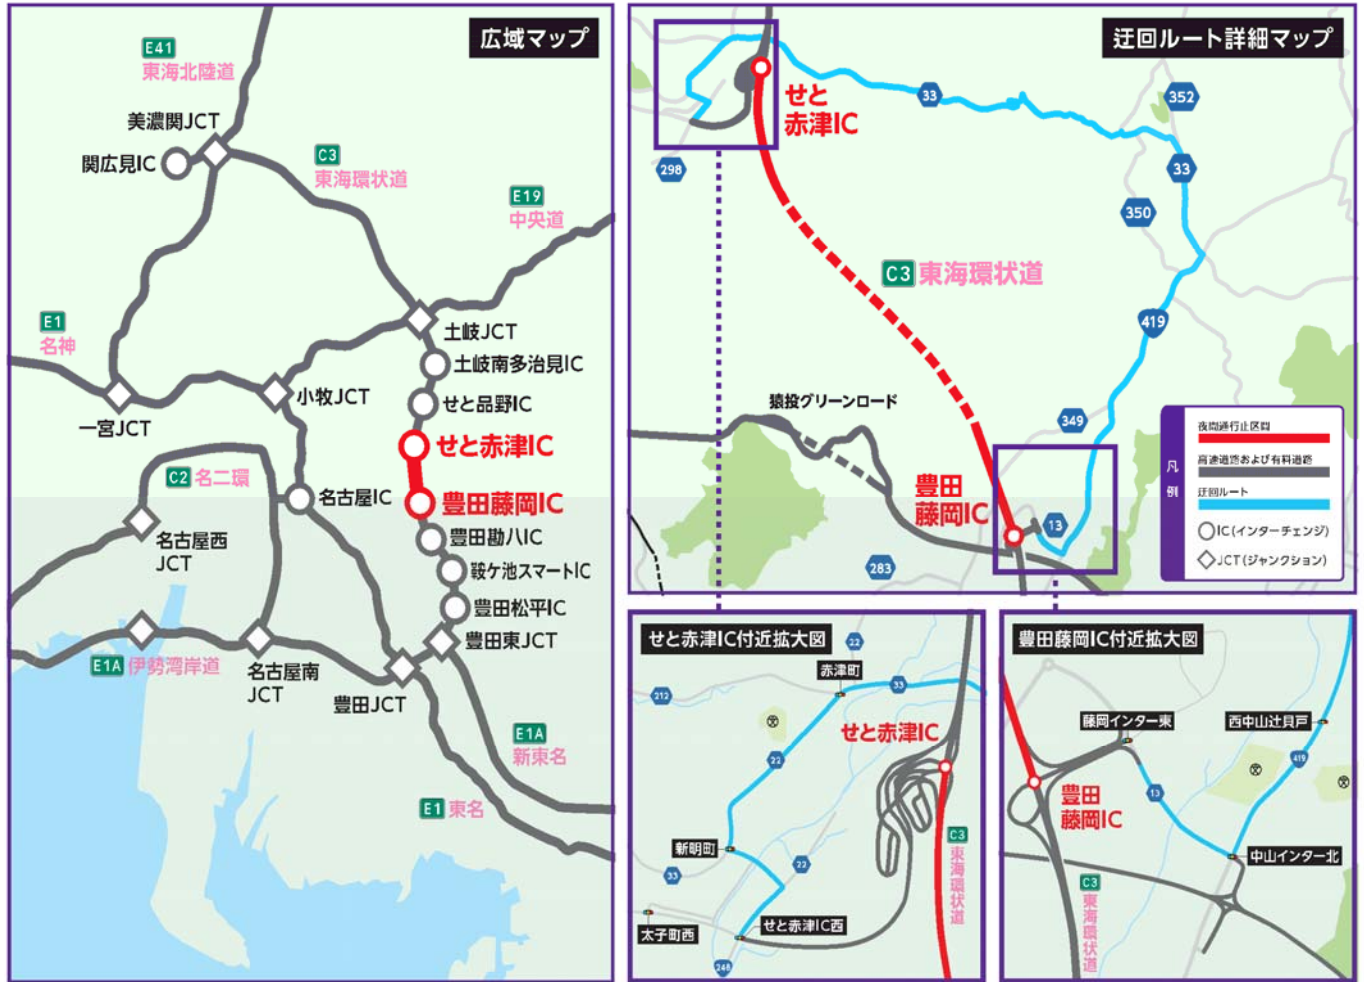 広域マップ
E41
東海北陸道
美濃関JCT
関広見IC
C3
東海環状道
E19
中央道
E1
名神
土岐JCT
土岐南多治見IC
小牧JCT
せと品野IC
一宮JCT
せと赤津IC
C2 名二環
名古屋IC
豊田藤岡IC
名古屋西
JCT
豊田勘八IC
鞍ケ池スマートIC
豊田松平IC
豊田東JCT
E1A 伊勢湾岸道
名古屋南
JCT
豊田JCT
E1A
新東名
E1 東名
迂回ルート詳細マップ
せと
赤津IC
33
352
298
33
350
C3 東海環状道
419
猿投グリーンロード
349
豊田
藤岡IC
13
283
凡例
夜間通行止区間
高速道路および有料道路
迂回ルート
IC(インターチェンジ)
JCT(ジャンクション)
せと赤津IC付近拡大図
22
赤津町
33
212
せと赤津IC
22
C3
東海環状道
新明町
22
33
せと赤津IC西
太子町西
248
豊田藤岡IC付近拡大図
藤岡インター東
西中山辻貝戸
419
豊田
藤岡IC
13
中山インター北
C3
東海環状道